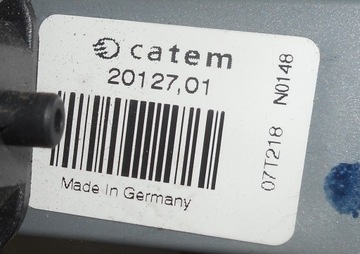 catem
20127,01
Made In Germany
07T218 N0148